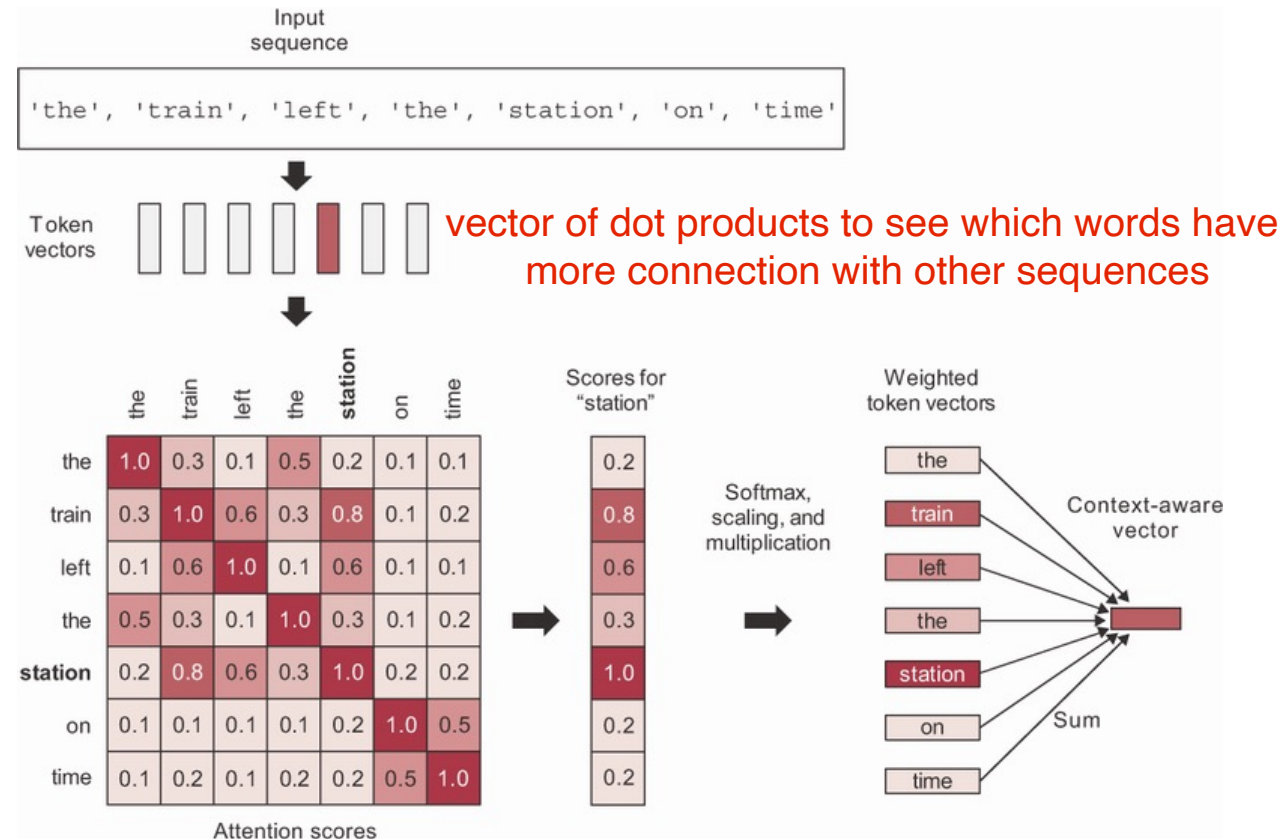 Input
sequence
'the', 'train', 'left', 'the', 'station', 'on', 'time'
Token
vectors
vector of dot products to see which words have
more connection with other sequences
the train left the station on time
the 1.0 0.3 0.1 0.5 0.2 0.1 0.1
train 0.3 1.0 0.6 0.3 0.8 0.1 0.2
left 0.1 0.6 1.0 0.1 0.6 0.1 0.1
the 0.5 0.3 0.1 1.0 0.3 0.1 0.2
station 0.2 0.8 0.6 0.3 1.0 0.2 0.2
on 0.1 0.1 0.1 0.1 0.2 1.0 0.5
time 0.1 0.2 0.1 0.2 0.2 0.5 1.0
Attention scores
Scores for
"station"
0.2
0.8
0.6
0.3
1.0
0.2
0.2
Softmax,
scaling, and
multiplication
Weighted
token vectors
the
train
left
the
station
on
time
Sum
Context-aware
vector